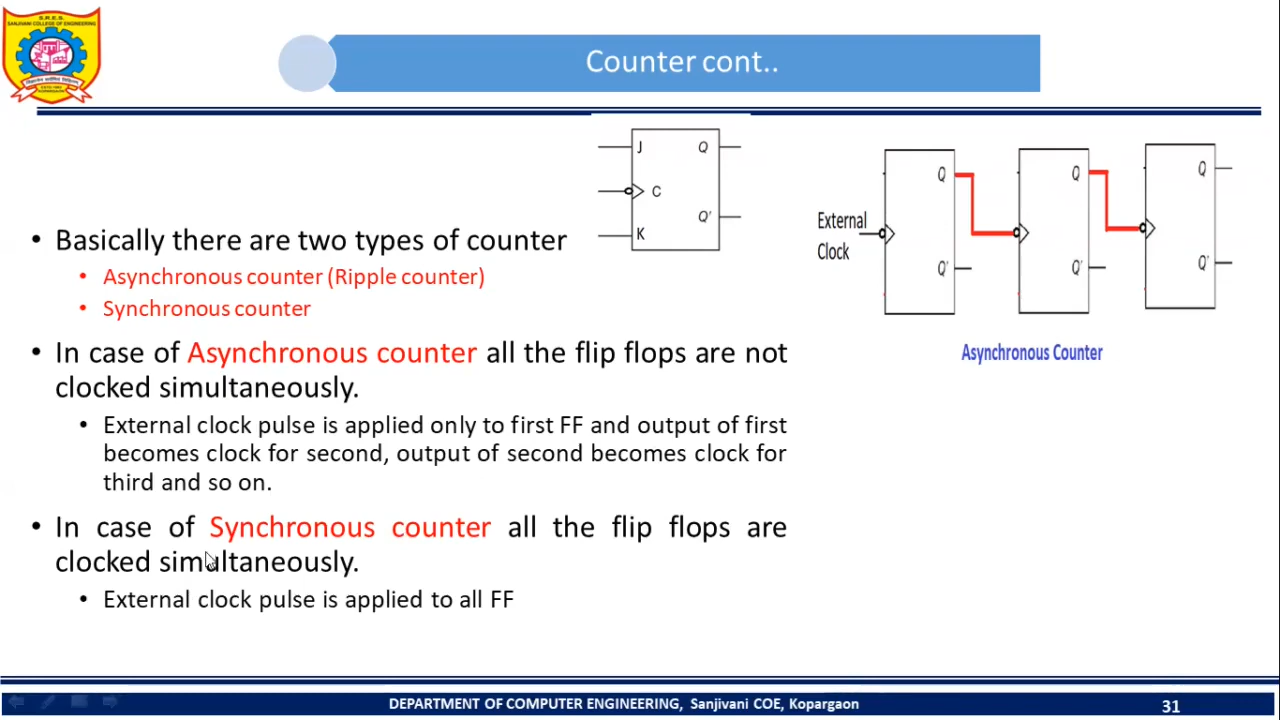 S.R.E.S.
SANJIVANI COLLEGE OF ENGINEERING
Counter cont..
J
Q
C
Q'
K
• Basically there are two types of counter
• Asynchronous counter (Ripple counter)
• Synchronous counter
• In case of Asynchronous counter all the flip flops are not
clocked simultaneously.
• External clock pulse is applied only to first FF and output of first
becomes clock for second, output of second becomes clock for
third and so on.
• In case of Synchronous counter all the flip flops are
clocked simultaneously.
• External clock pulse is applied to all FF
External
Clock
Q
Q'
Q
Q'
Q
Q'
Asynchronous Counter
DEPARTMENT OF COMPUTER ENGINEERING, Sanjivani COE, Kopargaon
31